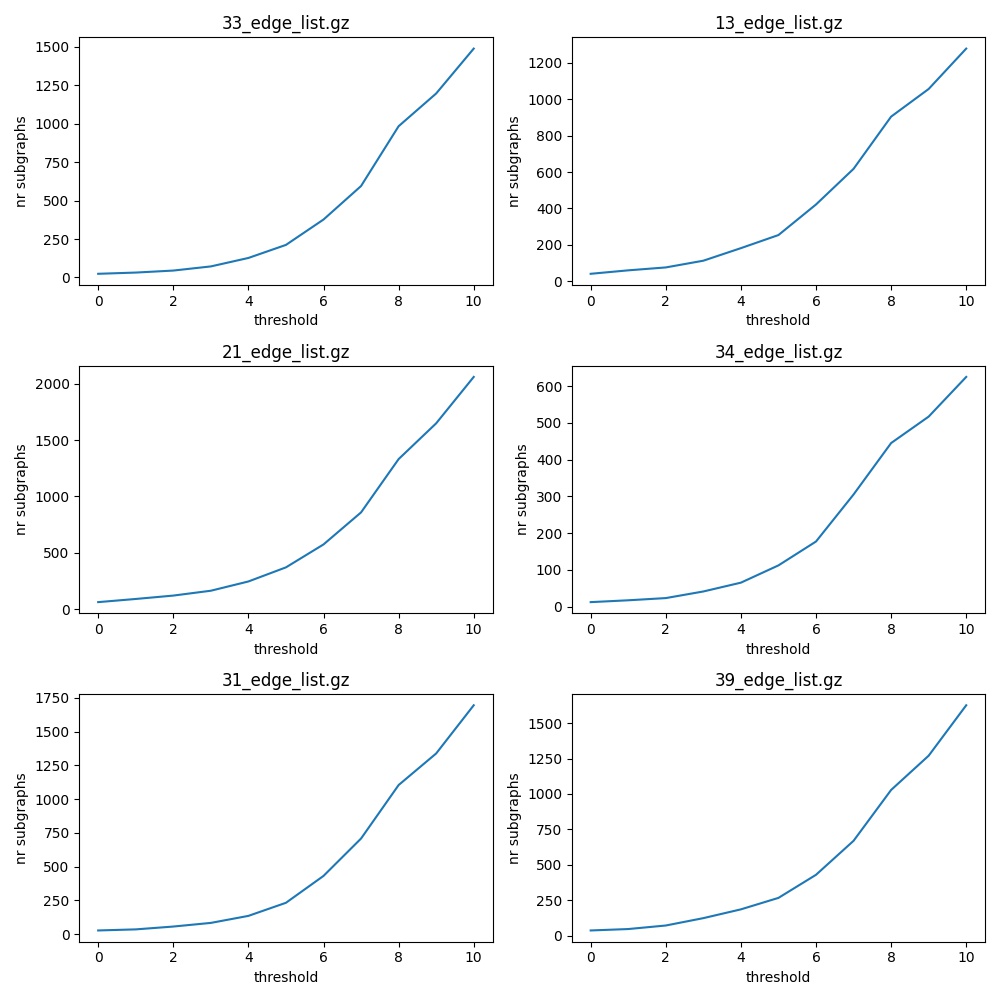 33_edge_list.gz
1500
1250
1000
750
500
250
0
nr subgraphs
0 2 4 6 8 10
threshold
13_edge_list.gz
1200
1000
800
600
400
200
0
nr subgraphs
0 2 4 6 8 10
threshold
21_edge_list.gz
2000
1500
1000
500
0
nr subgraphs
0 2 4 6 8 10
threshold
34_edge_list.gz
600
500
400
300
200
100
0
nr subgraphs
0 2 4 6 8 10
threshold
31_edge_list.gz
1750
1500
1250
1000
750
500
250
0
nr subgraphs
0 2 4 6 8 10
threshold
39_edge_list.gz
1500
1250
1000
750
500
250
0
nr subgraphs
0 2 4 6 8 10
threshold